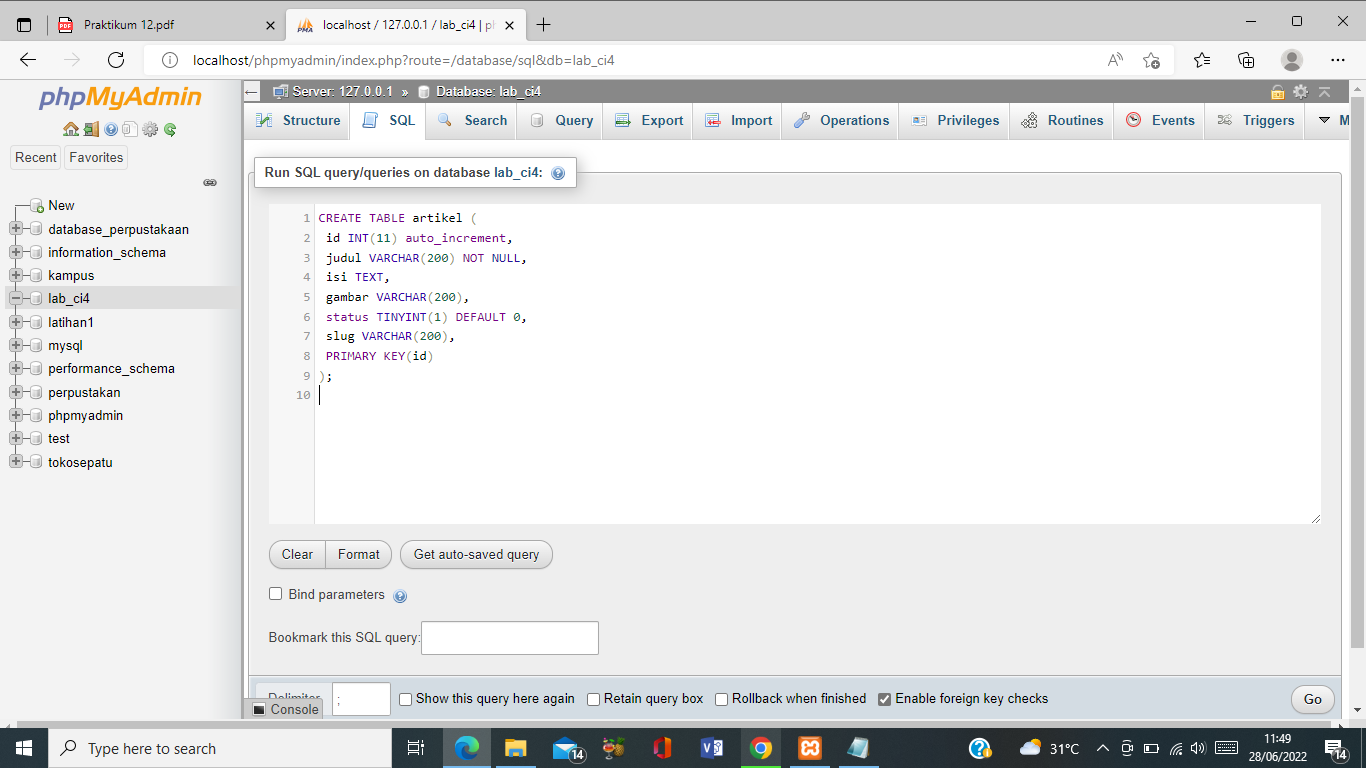 Praktikum 12.pdf
localhost / 127.0.0.1 / lab_ci4 | ph
localhost/phpmyadmin/index.php?route=/database/sql&db=lab_ci4
phpMyAdmin
Recent
Favorites
New
database_perpustakaan
information_schema
kampus
lab_ci4
latihan1
mysql
performance_schema
perpustakan
phpmyadmin
test
tokosepatu
Server: 127.0.0.1 » Database: lab_ci4
Structure SQL Search Query Export Import Operations Privileges Routines Events Triggers M
Run SQL query/queries on database lab_ci4:
1 CREATE TABLE artikel (
2 id INT(11) auto_increment,
3 judul VARCHAR(200) NOT NULL,
4 isi TEXT,
5 gambar VARCHAR(200),
6 status TINYINT(1) DEFAULT 0,
7 slug VARCHAR(200),
8 PRIMARY KEY(id)
9 );
10
Clear Format Get auto-saved query
Bind parameters
Bookmark this SQL query:
Delimiter ; Show this query here again Retain query box Rollback when finished Enable foreign key checks Go
Console
Type here to search
14
31°C
11:49
28/06/2022
14